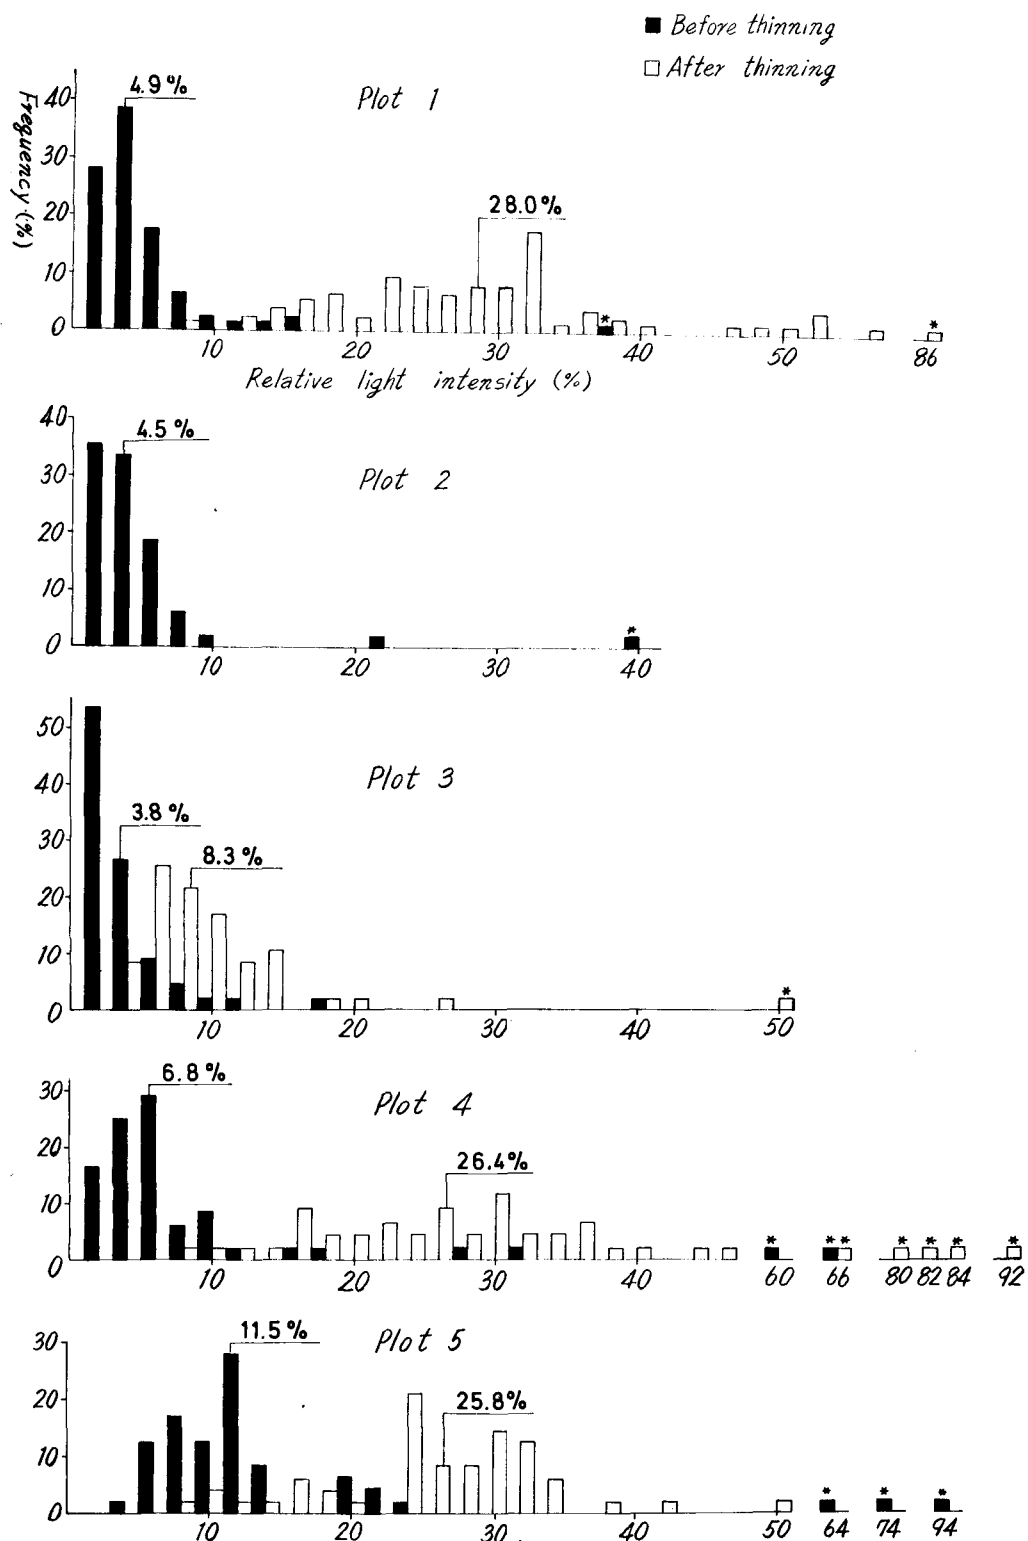 Before thinning
After thinning
Plot 1
4.9%
28.0%
Frequency (%)
40
30
20
10
0
*
*
10 20 30 40 50 86
Relative light intensity (%)
Plot 2
4.5%
40
30
20
10
0
*
10 20 30 40
Plot 3
3.8%
8.3%
50
40
30
20
10
0
*
10 20 30 40 50
Plot 4
6.8%
26.4%
30
20
10
0
* * * * * * *
10 20 30 40 60 66 80 82 84 92
Plot 5
11.5%
25.8%
30
20
10
0
* * *
10 20 30 40 50 64 74 94